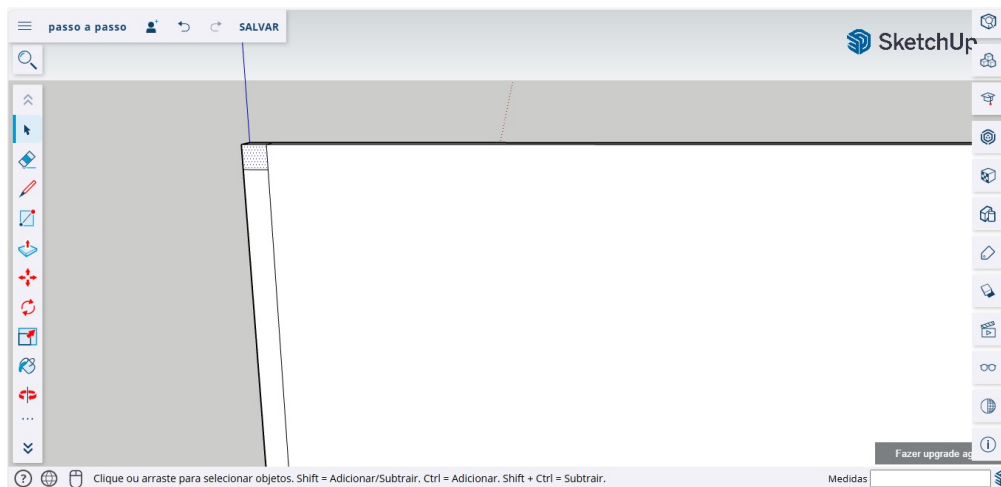 passo a passo SALVAR
SketchUp
Fazer upgrade ag
Clique ou arraste para selecionar objetos. Shift = Adicionar/Subtrair. Ctrl = Adicionar. Shift + Ctrl = Subtrair. Medidas